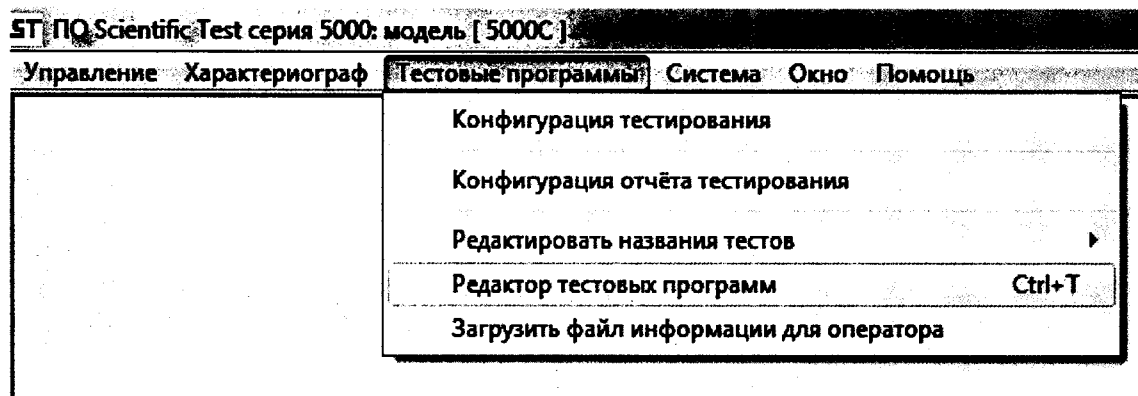 ST ПО Scientific Test серия 5000: модель [ 5000C ]
Управление Характериограф Тестовые программы Система Окно Помощь
Конфигурация тестирования
Конфигурация отчёта тестирования
Редактировать названия тестов
Редактор тестовых программ Ctrl+T
Загрузить файл информации для оператора